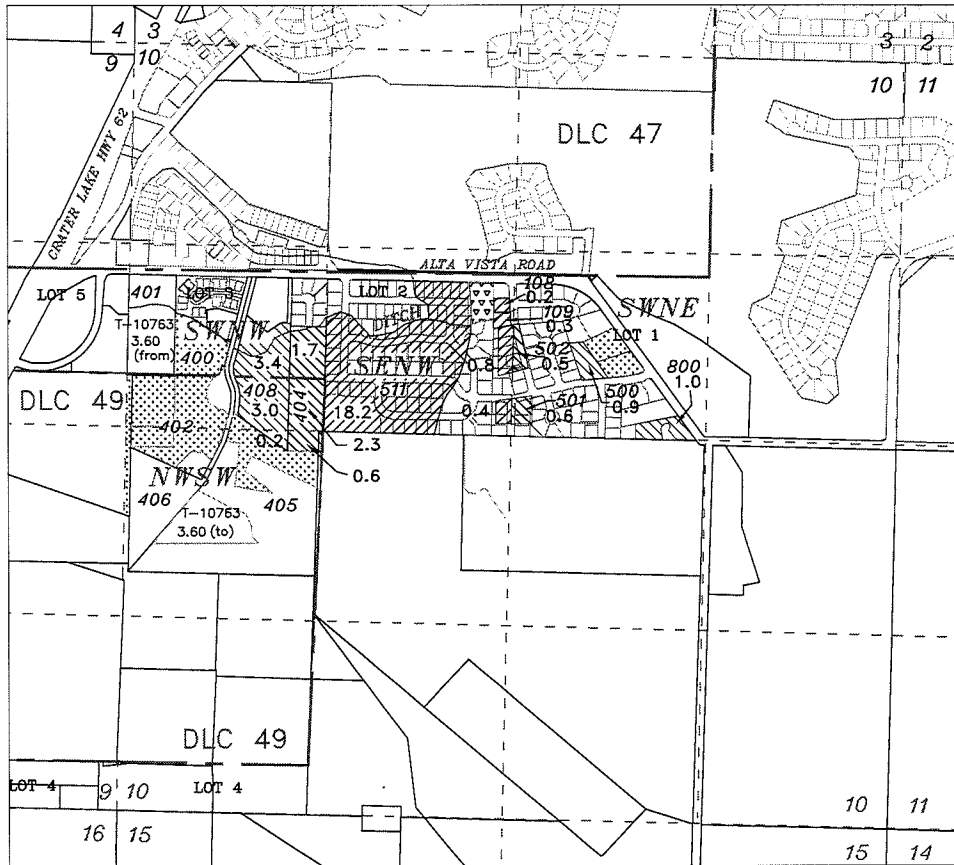 4 3
9 10
3 2
10 11
CRATER LAKE HWY 62
DLC 47
ALTA VISTA ROAD
LOT 5
401
LOT 3
LOT 2
DITCH
108
0.2
109
0.3
SWNE
LOT 1
T-10763
3.60
(from)
400
SWNW
3.4
1.7
SENW
511
0.8
502
0.5
800
1.0
DLC 49
408
3.0
404
18.2
0.4
501
0.6
500
0.9
402
0.2
2.3
0.6
NWSW
406
405
T-10763
3.60 (to)
DLC 49
LOT 4
9 10
LOT 4
10 11
16 15
15 14